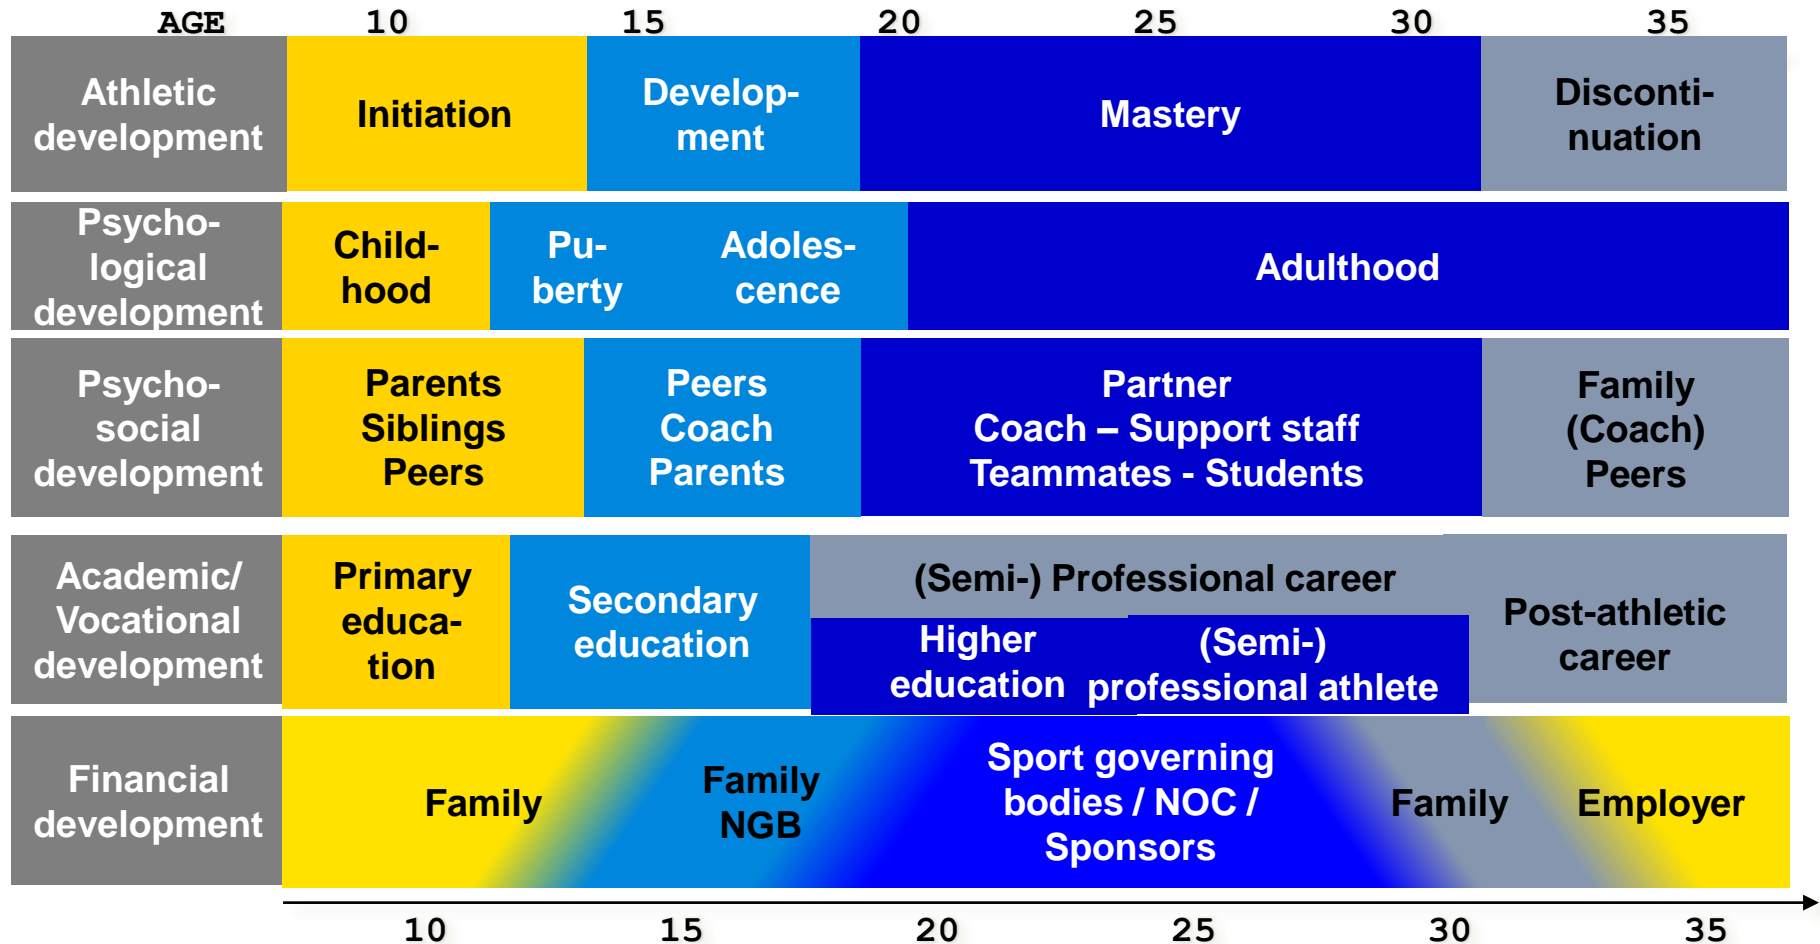 AGE 10 15 20 25 30 35
Athletic
development
Initiation
Develop-
ment
Mastery
Disconti-
nuation
Psycho-
logical
development
Child-
hood
Pu-
berty
Adoles-
cence
Adulthood
Psycho-
social
development
Parents
Siblings
Peers
Peers
Coach
Parents
Partner
Coach – Support staff
Teammates - Students
Family
(Coach)
Peers
Academic/
Vocational
development
Primary
educa-
tion
Secondary
education
(Semi-) Professional career
Higher
education
(Semi-)
professional athlete
Post-athletic
career
Financial
development
Family
Family
NGB
Sport governing
bodies / NOC /
Sponsors
Family
Employer
10 15 20 25 30 35